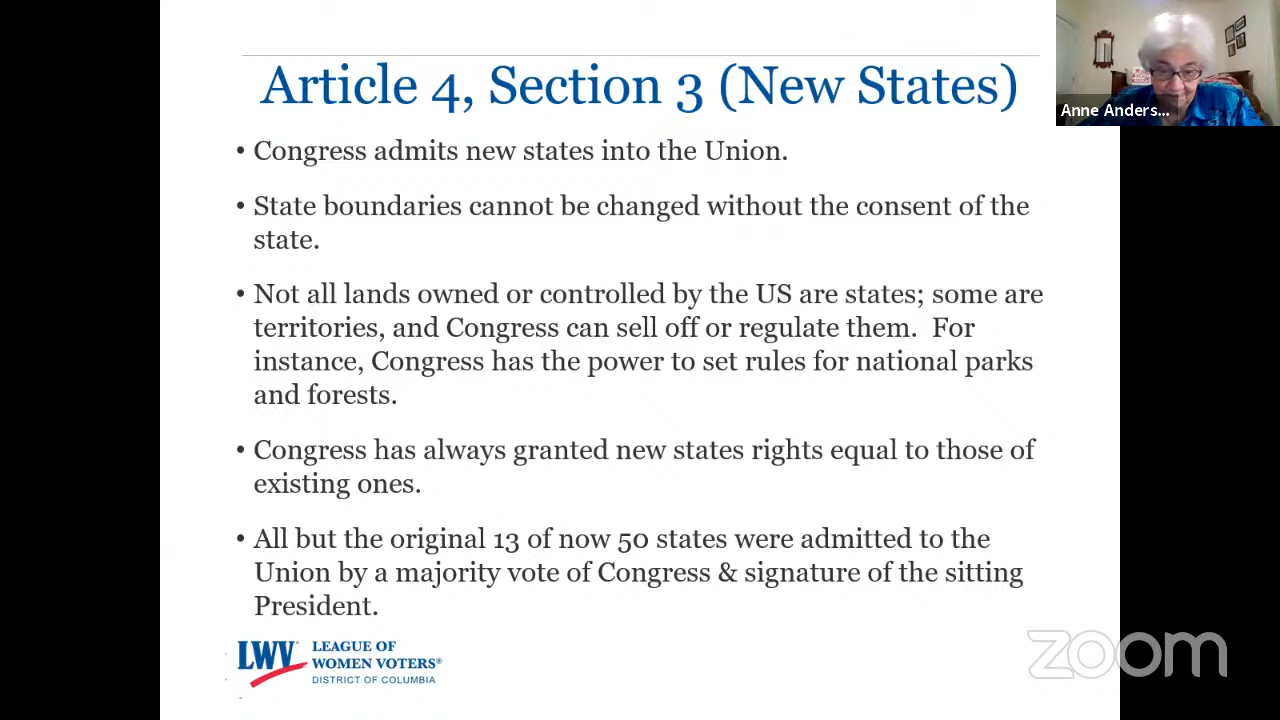 Article 4, Section 3 (New States)
• Congress admits new states into the Union.
• State boundaries cannot be changed without the consent of the
state.
• Not all lands owned or controlled by the US are states; some are
territories, and Congress can sell off or regulate them.  For
instance, Congress has the power to set rules for national parks
and forests.
• Congress has always granted new states rights equal to those of
existing ones.
• All but the original 13 of now 50 states were admitted to the
Union by a majority vote of Congress & signature of the sitting
President.
LWV® LEAGUE OF
WOMEN VOTERS®
DISTRICT OF COLUMBIA
Anne Anders...
zoom